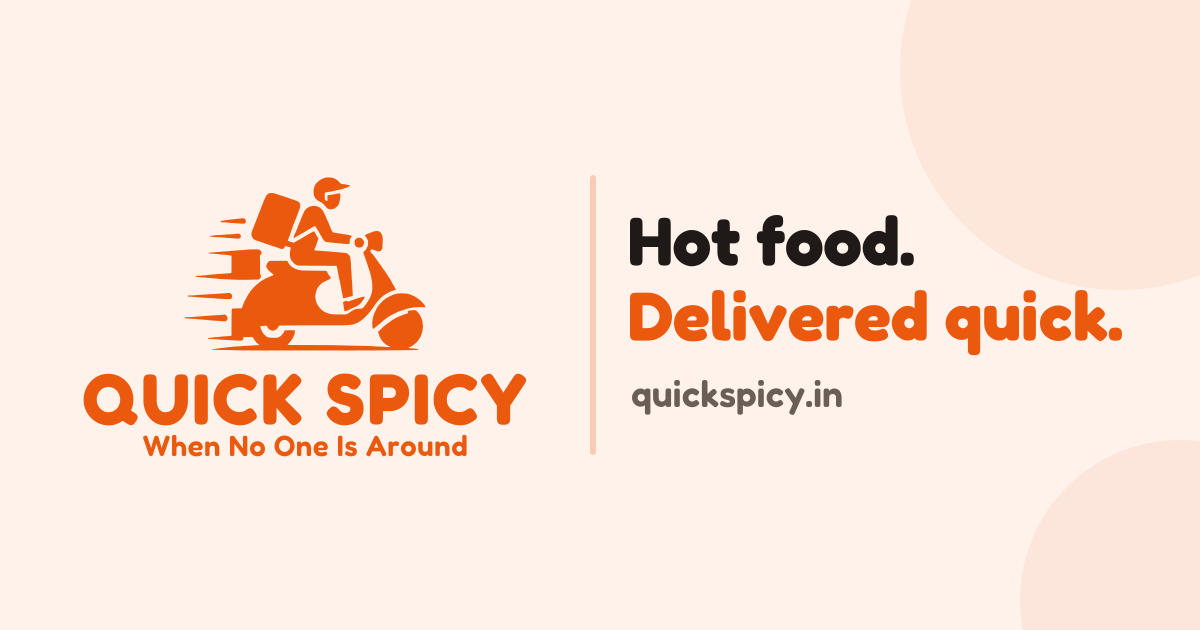 QUICK SPICY
When No One Is Around
Hot food.
Delivered quick.
quickspicy.in